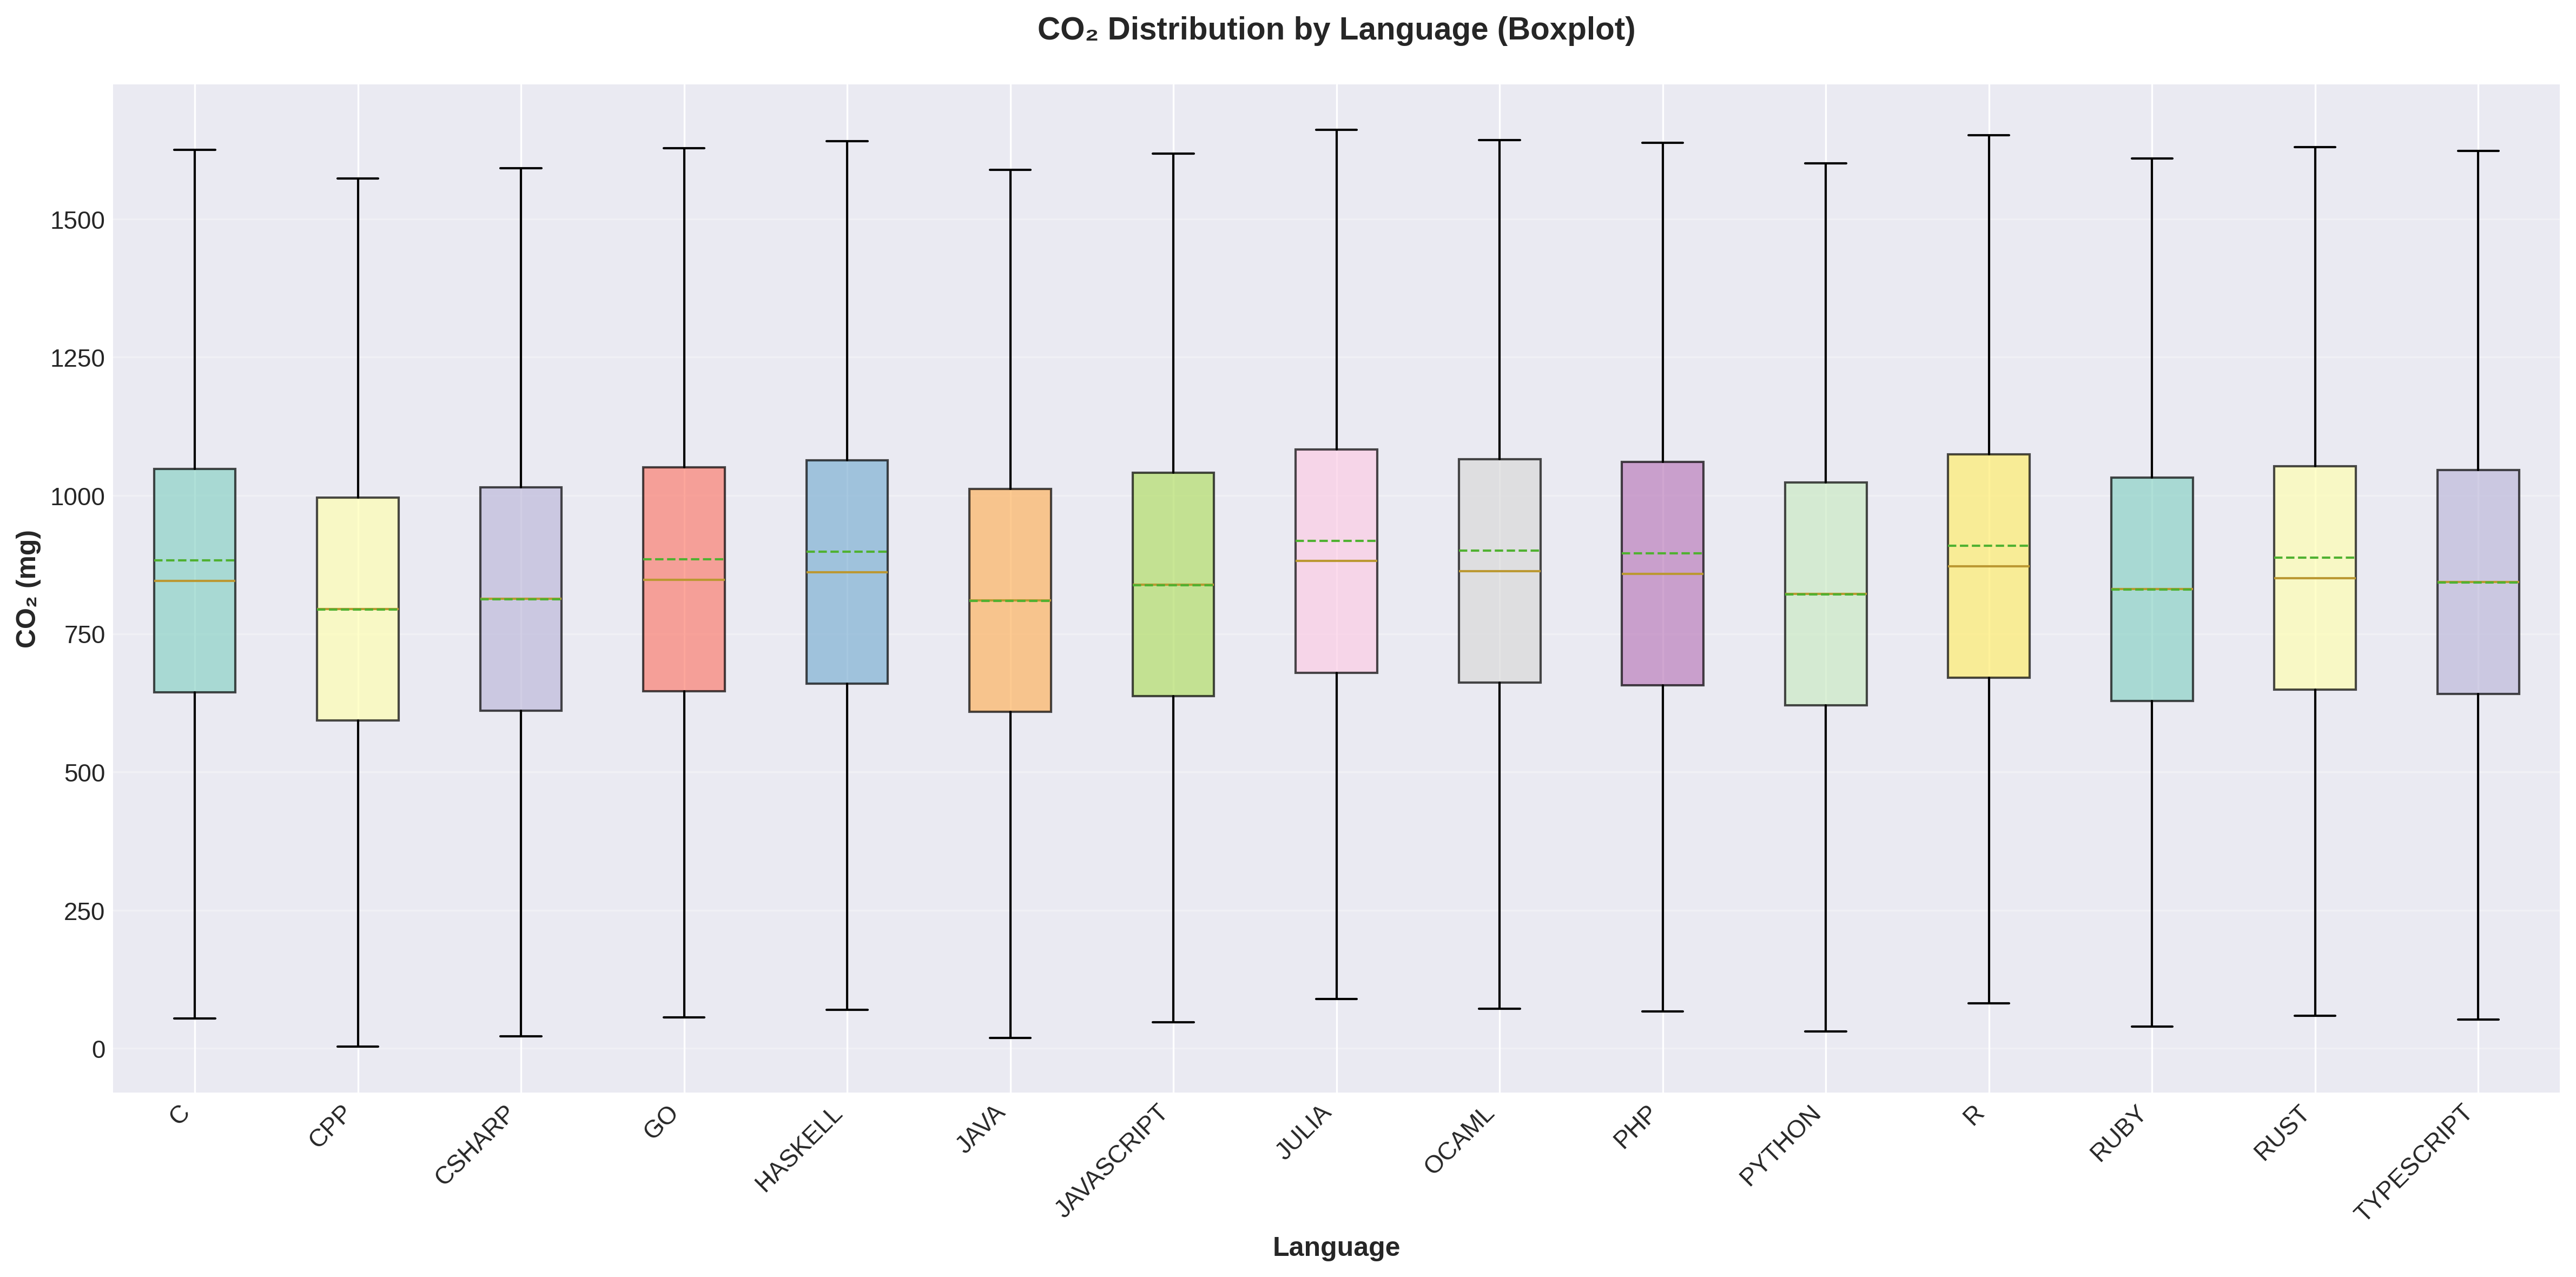 CO₂ Distribution by Language (Boxplot)
CO₂ (mg)
1500
1250
1000
750
500
250
0
C
CPP
CSHARP
GO
HASKELL
JAVA
JAVASCRIPT
JULIA
OCAML
PHP
PYTHON
R
RUBY
RUST
TYPESCRIPT
Language